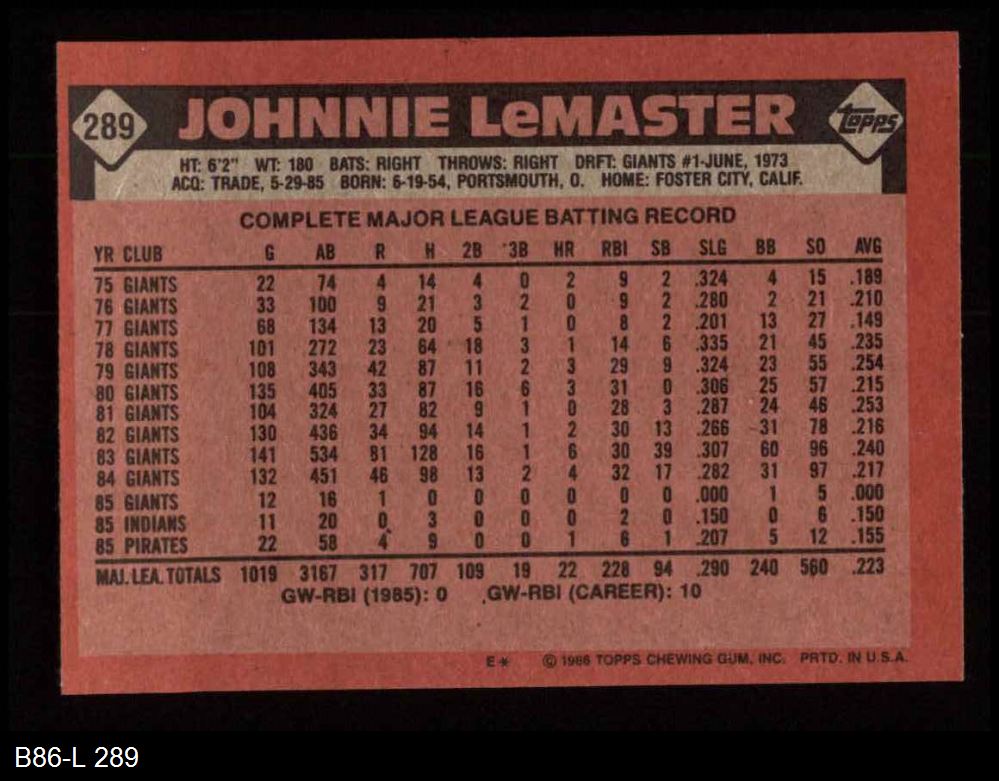 289 JOHNNIE LeMASTER TOPPS
HT: 6'2" WT: 180 BATS: RIGHT THROWS: RIGHT DRFT: GIANTS #1-JUNE, 1973
ACQ: TRADE, 5-29-85 BORN: 6-19-54, PORTSMOUTH, O. HOME: FOSTER CITY, CALIF.
COMPLETE MAJOR LEAGUE BATTING RECORD
YR CLUB G AB R H 2B 3B HR RBI SB SLG BB SO AVG
75 GIANTS 22 74 4 14 4 0 2 9 2 .324 4 15 .189
76 GIANTS 33 100 9 21 3 2 0 9 2 .280 2 21 .210
77 GIANTS 68 134 13 20 5 1 0 8 2 .201 13 27 .149
78 GIANTS 101 272 23 64 18 3 1 14 6 .335 21 45 .235
79 GIANTS 108 343 42 87 11 2 3 29 9 .324 23 55 .254
80 GIANTS 135 405 33 87 16 6 3 31 0 .306 25 57 .215
81 GIANTS 104 324 27 82 9 1 0 28 3 .287 24 46 .253
82 GIANTS 130 436 34 94 14 1 2 30 13 .266 31 78 .216
83 GIANTS 141 534 81 128 16 1 6 30 39 .307 60 96 .240
84 GIANTS 132 451 46 98 13 2 4 32 17 .282 31 97 .217
85 GIANTS 12 16 1 0 0 0 0 0 0 .000 1 5 .000
85 INDIANS 11 20 0 3 0 0 0 2 0 .150 0 6 .150
85 PIRATES 22 58 4 9 0 0 1 6 1 .207 5 12 .155
MAJ. LEA. TOTALS 1019 3167 317 707 109 19 22 228 94 .290 240 560 .223
GW-RBI (1985): 0 GW-RBI (CAREER): 10
E* © 1986 TOPPS CHEWING GUM, INC. PRTD. IN U.S.A.
B86-L 289